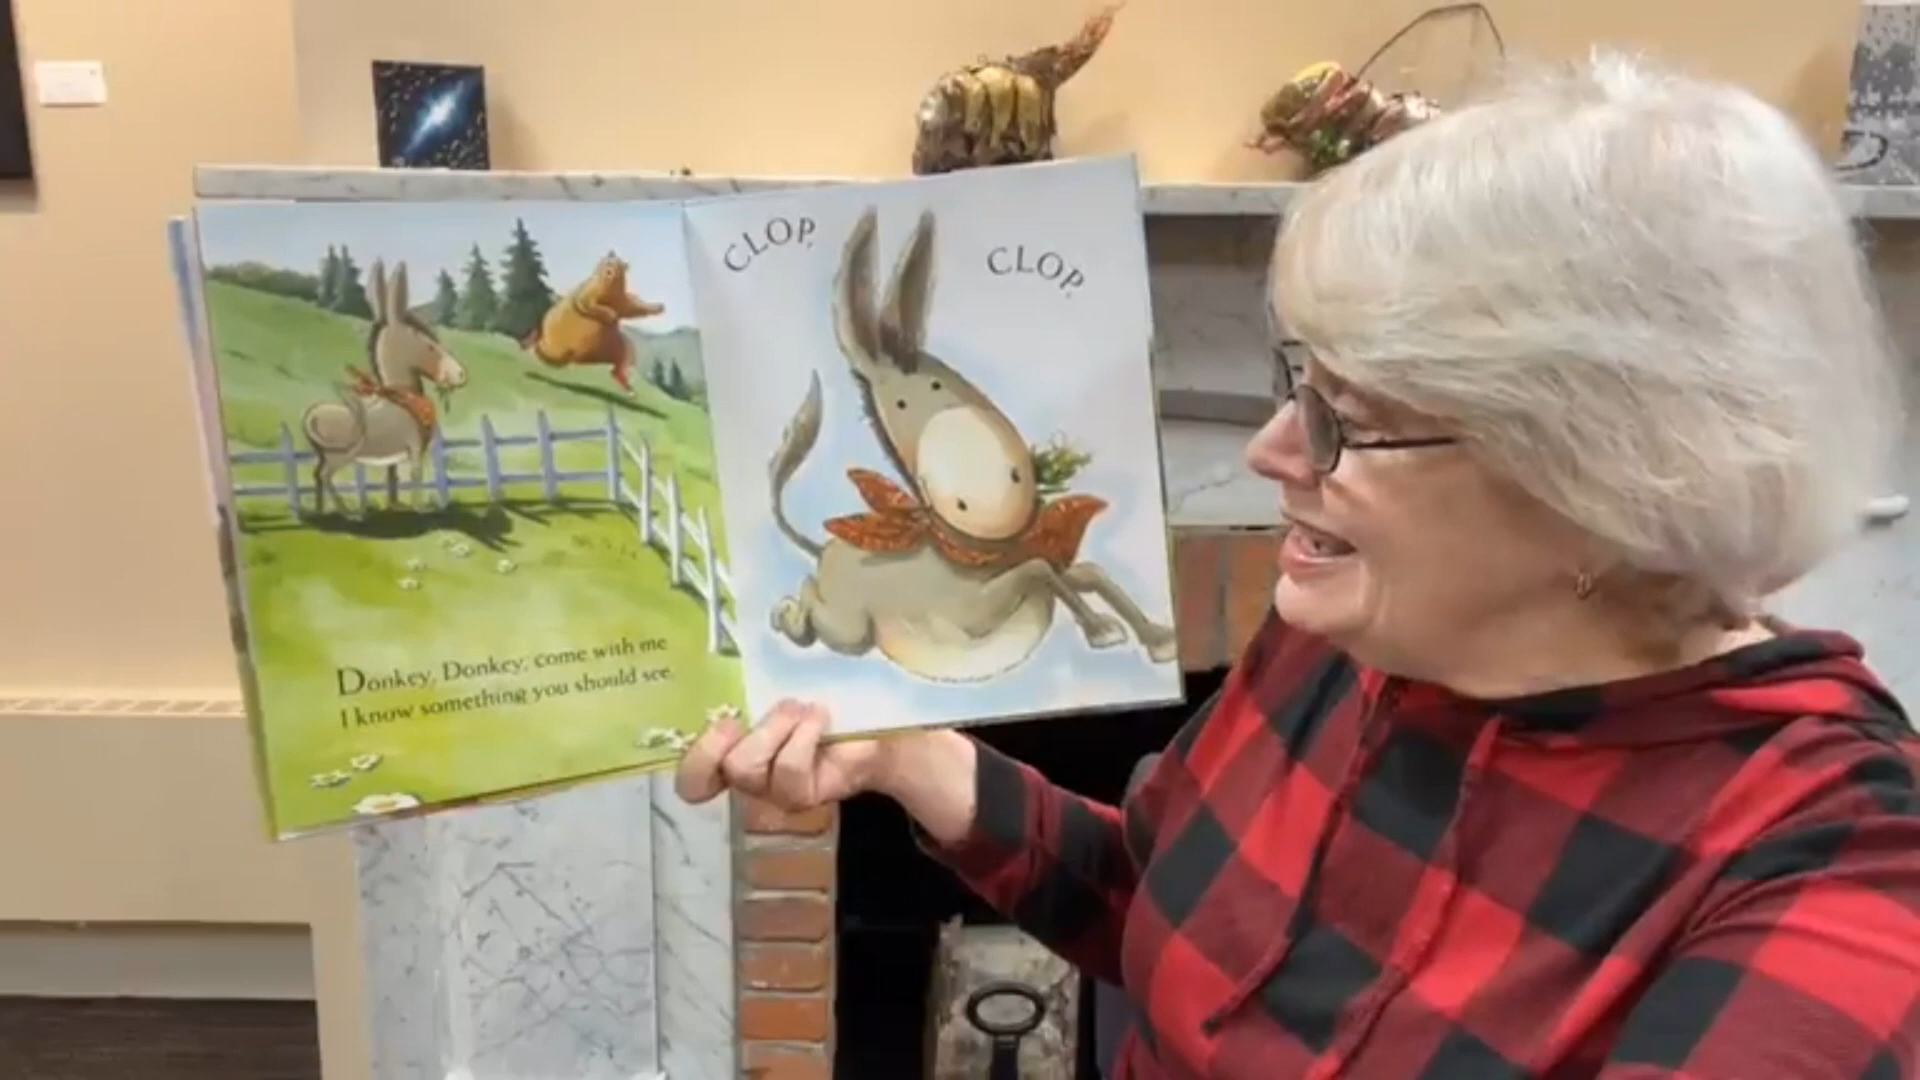 Donkey, Donkey, come with me
I know something you should see.
CLOP, CLOP,